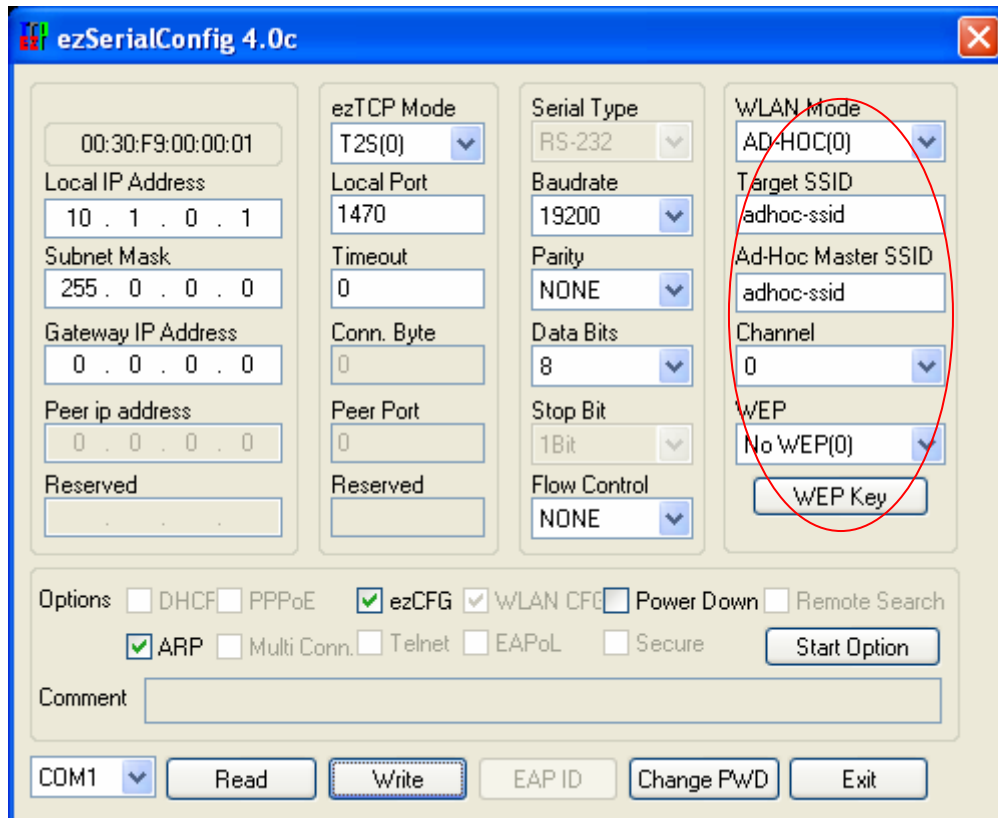 ezSerialConfig 4.0c
00:30:F9:00:00:01
Local IP Address
10 . 1 . 0 . 1
Subnet Mask
255 . 0 . 0 . 0
Gateway IP Address
0 . 0 . 0 . 0
Peer ip address
0 . 0 . 0 . 0
Reserved
. . .
ezTCP Mode
T2S(0)
Local Port
1470
Timeout
0
Conn. Byte
0
Peer Port
0
Reserved
Serial Type
RS-232
Baudrate
19200
Parity
NONE
Data Bits
8
Stop Bit
1Bit
Flow Control
NONE
WLAN Mode
AD-HOC(0)
Target SSID
adhoc-ssid
Ad-Hoc Master SSID
adhoc-ssid
Channel
0
WEP
No WEP(0)
WEP Key
Options DHCF PPPoE ezCFG WLAN CFG Power Down Remote Search
ARP Multi Conn. Telnet EAPoL Secure Start Option
Comment
COM1 Read Write EAP ID Change PWD Exit